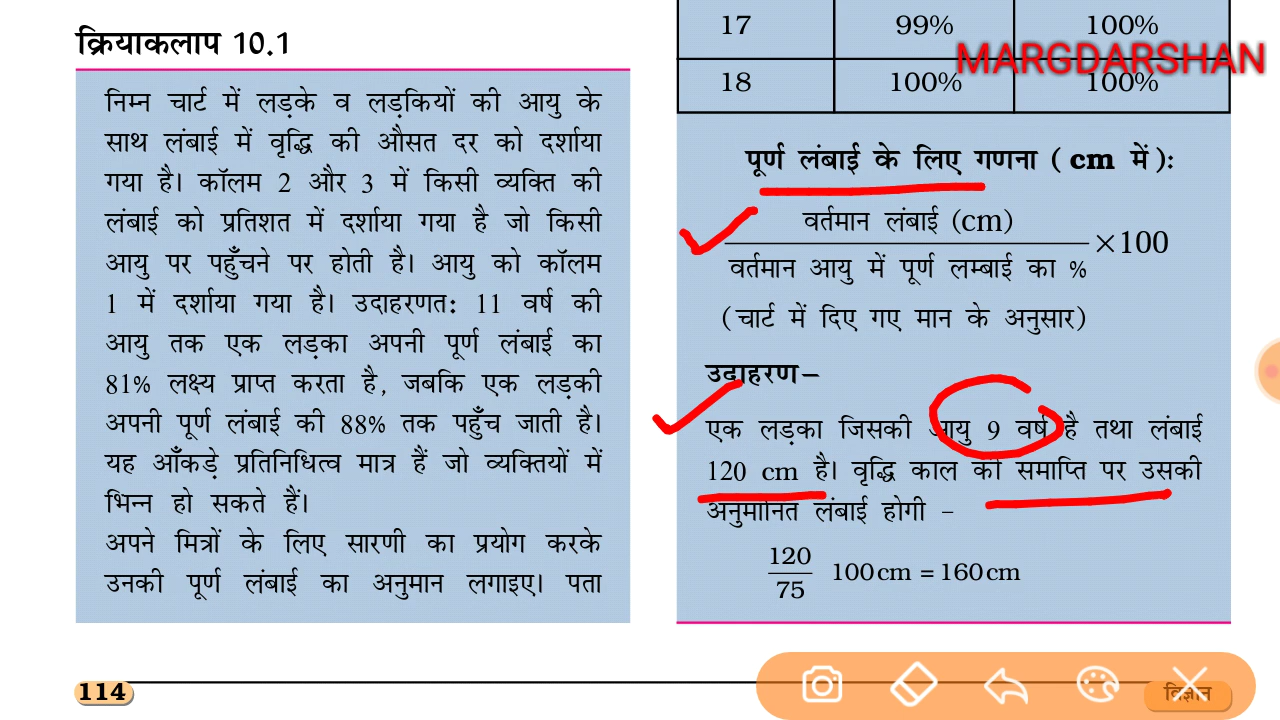 क्रियाकलाप 10.1
निम्न चार्ट में लड़के व लड़कियों की आयु के
साथ लंबाई में वृद्धि की औसत दर को दर्शाया
गया है। कॉलम 2 और 3 में किसी व्यक्ति की
लंबाई को प्रतिशत में दर्शाया गया है जो किसी
आयु पर पहुँचने पर होती है। आयु को कॉलम
1 में दर्शाया गया है। उदाहरणत: 11 वर्ष की
आयु तक एक लड़का अपनी पूर्ण लंबाई का
81% लक्ष्य प्राप्त करता है, जबकि एक लड़की
अपनी पूर्ण लंबाई की 88% तक पहुँच जाती है।
यह आँकड़े प्रतिनिधित्व मात्र हैं जो व्यक्तियों में
भिन्न हो सकते हैं।
अपने मित्रों के लिए सारणी का प्रयोग करके
उनकी पूर्ण लंबाई का अनुमान लगाइए। पता
17 99% 100%
MARGDARSHAN
18 100% 100%
पूर्ण लंबाई के लिए गणना (cm में):
वर्तमान लंबाई (cm)
×100
वर्तमान आयु में पूर्ण लम्बाई का %
(चार्ट में दिए गए मान के अनुसार)
उदाहरण–
एक लड़का जिसकी आयु 9 वर्ष है तथा लंबाई
120 cm है। वृद्धि काल की समाप्ति पर उसकी
अनुमानित लंबाई होगी –
120
100cm = 160cm
75
114
विज्ञान